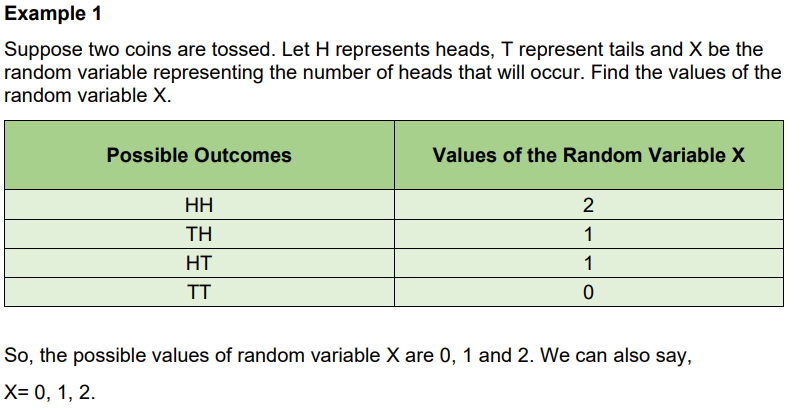 Example 1
Suppose two coins are tossed. Let H represents heads, T represent tails and X be the
random variable representing the number of heads that will occur. Find the values of the
random variable X.
Possible Outcomes Values of the Random Variable X
HH 2
TH 1
HT 1
TT 0
So, the possible values of random variable X are 0, 1 and 2. We can also say,
X= 0, 1, 2.